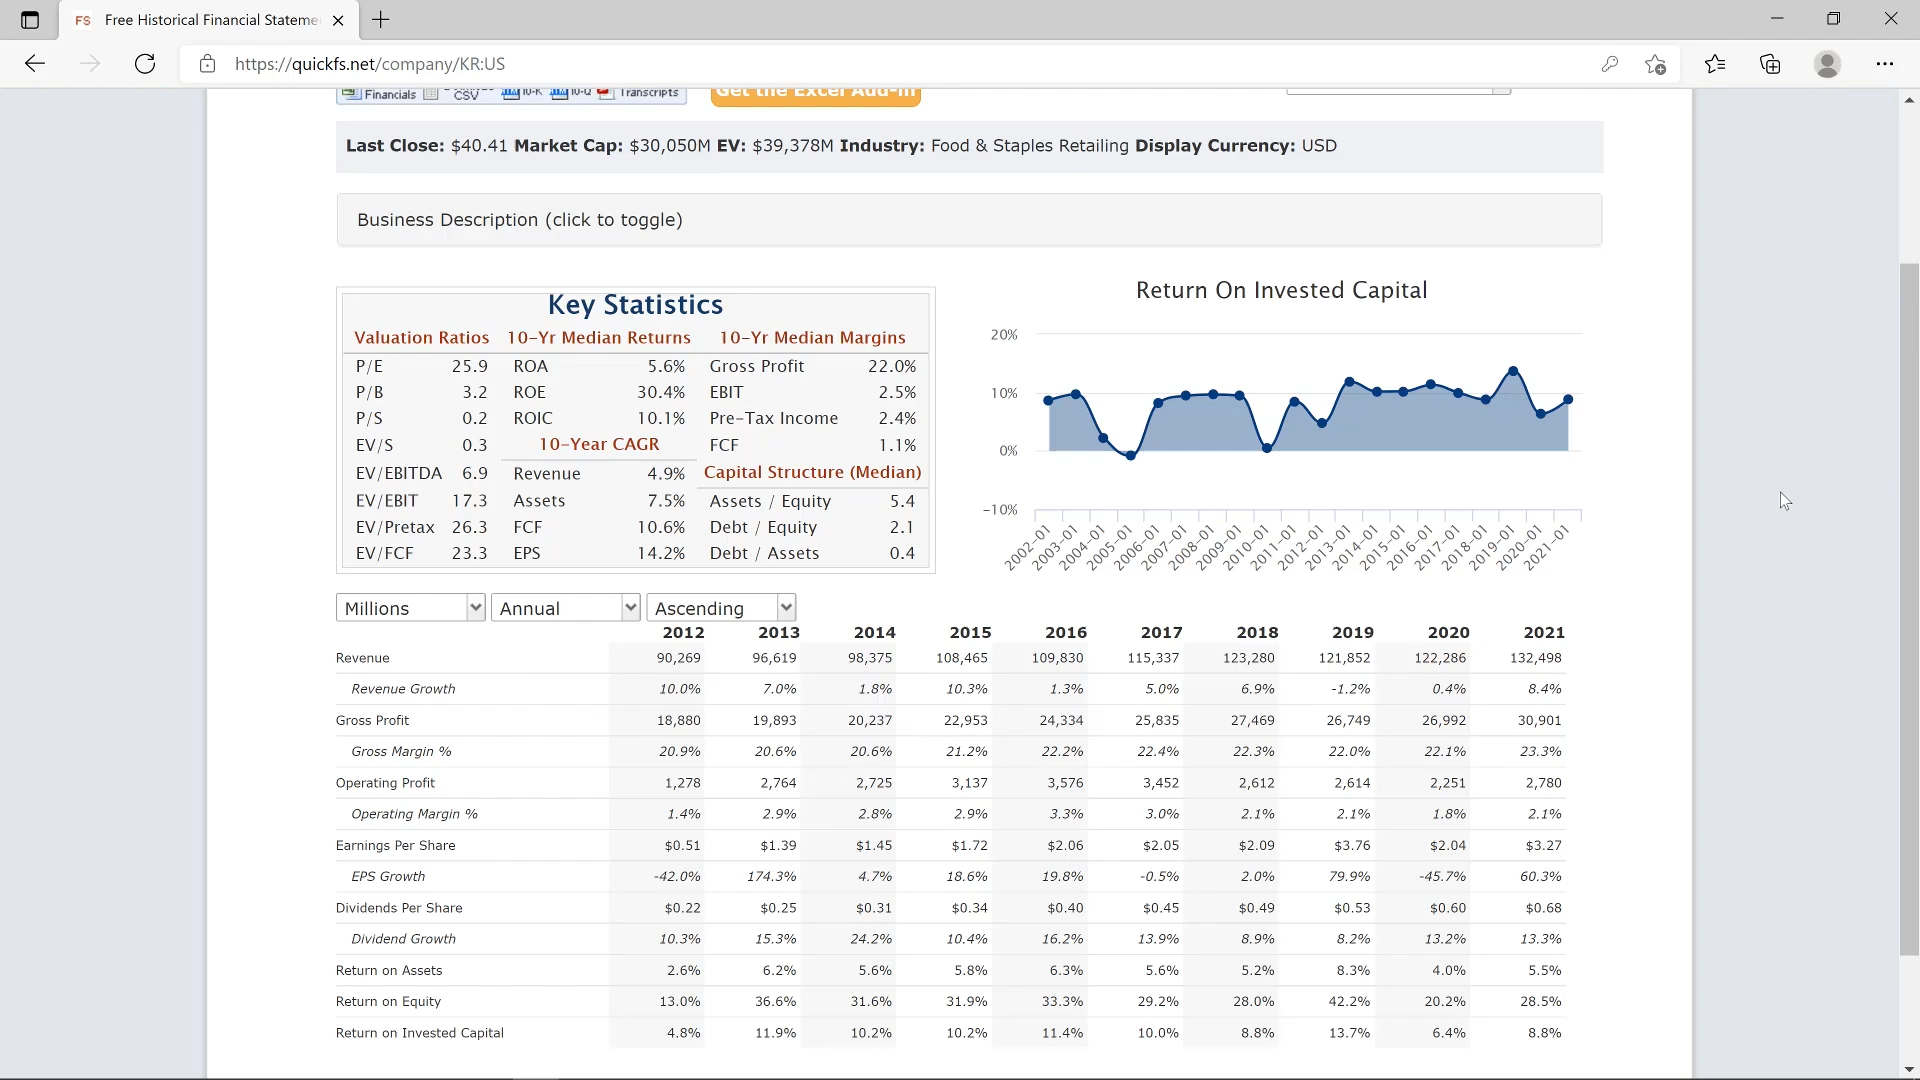 FS Free Historical Financial Stateme
https://quickfs.net/company/KR:US
Financials CSV 10-K 10-Q Transcripts Get the Excel Add-in
Last Close: $40.41 Market Cap: $30,050M EV: $39,378M Industry: Food & Staples Retailing Display Currency: USD
Business Description (click to toggle)
Key Statistics
Valuation Ratios 10-Yr Median Returns 10-Yr Median Margins
P/E 25.9 ROA 5.6% Gross Profit 22.0%
P/B 3.2 ROE 30.4% EBIT 2.5%
P/S 0.2 ROIC 10.1% Pre-Tax Income 2.4%
EV/S 0.3 10-Year CAGR FCF 1.1%
EV/EBITDA 6.9 Revenue 4.9% Capital Structure (Median)
EV/EBIT 17.3 Assets 7.5% Assets / Equity 5.4
EV/Pretax 26.3 FCF 10.6% Debt / Equity 2.1
EV/FCF 23.3 EPS 14.2% Debt / Assets 0.4
Return On Invested Capital
20%
10%
0%
-10%
2002-01 2003-01 2004-01 2005-01 2006-01 2007-01 2008-01 2009-01 2010-01 2011-01 2012-01 2013-01 2014-01 2015-01 2016-01 2017-01 2018-01 2019-01 2020-01 2021-01
Millions Annual Ascending
2012 2013 2014 2015 2016 2017 2018 2019 2020 2021
Revenue 90,269 96,619 98,375 108,465 109,830 115,337 123,280 121,852 122,286 132,498
Revenue Growth 10.0% 7.0% 1.8% 10.3% 1.3% 5.0% 6.9% -1.2% 0.4% 8.4%
Gross Profit 18,880 19,893 20,237 22,953 24,334 25,835 27,469 26,749 26,992 30,901
Gross Margin % 20.9% 20.6% 20.6% 21.2% 22.2% 22.4% 22.3% 22.0% 22.1% 23.3%
Operating Profit 1,278 2,764 2,725 3,137 3,576 3,452 2,612 2,614 2,251 2,780
Operating Margin % 1.4% 2.9% 2.8% 2.9% 3.3% 3.0% 2.1% 2.1% 1.8% 2.1%
Earnings Per Share $0.51 $1.39 $1.45 $1.72 $2.06 $2.05 $2.09 $3.76 $2.04 $3.27
EPS Growth -42.0% 174.3% 4.7% 18.6% 19.8% -0.5% 2.0% 79.9% -45.7% 60.3%
Dividends Per Share $0.22 $0.25 $0.31 $0.34 $0.40 $0.45 $0.49 $0.53 $0.60 $0.68
Dividend Growth 10.3% 15.3% 24.2% 10.4% 16.2% 13.9% 8.9% 8.2% 13.2% 13.3%
Return on Assets 2.6% 6.2% 5.6% 5.8% 6.3% 5.6% 5.2% 8.3% 4.0% 5.5%
Return on Equity 13.0% 36.6% 31.6% 31.9% 33.3% 29.2% 28.0% 42.2% 20.2% 28.5%
Return on Invested Capital 4.8% 11.9% 10.2% 10.2% 11.4% 10.0% 8.8% 13.7% 6.4% 8.8%